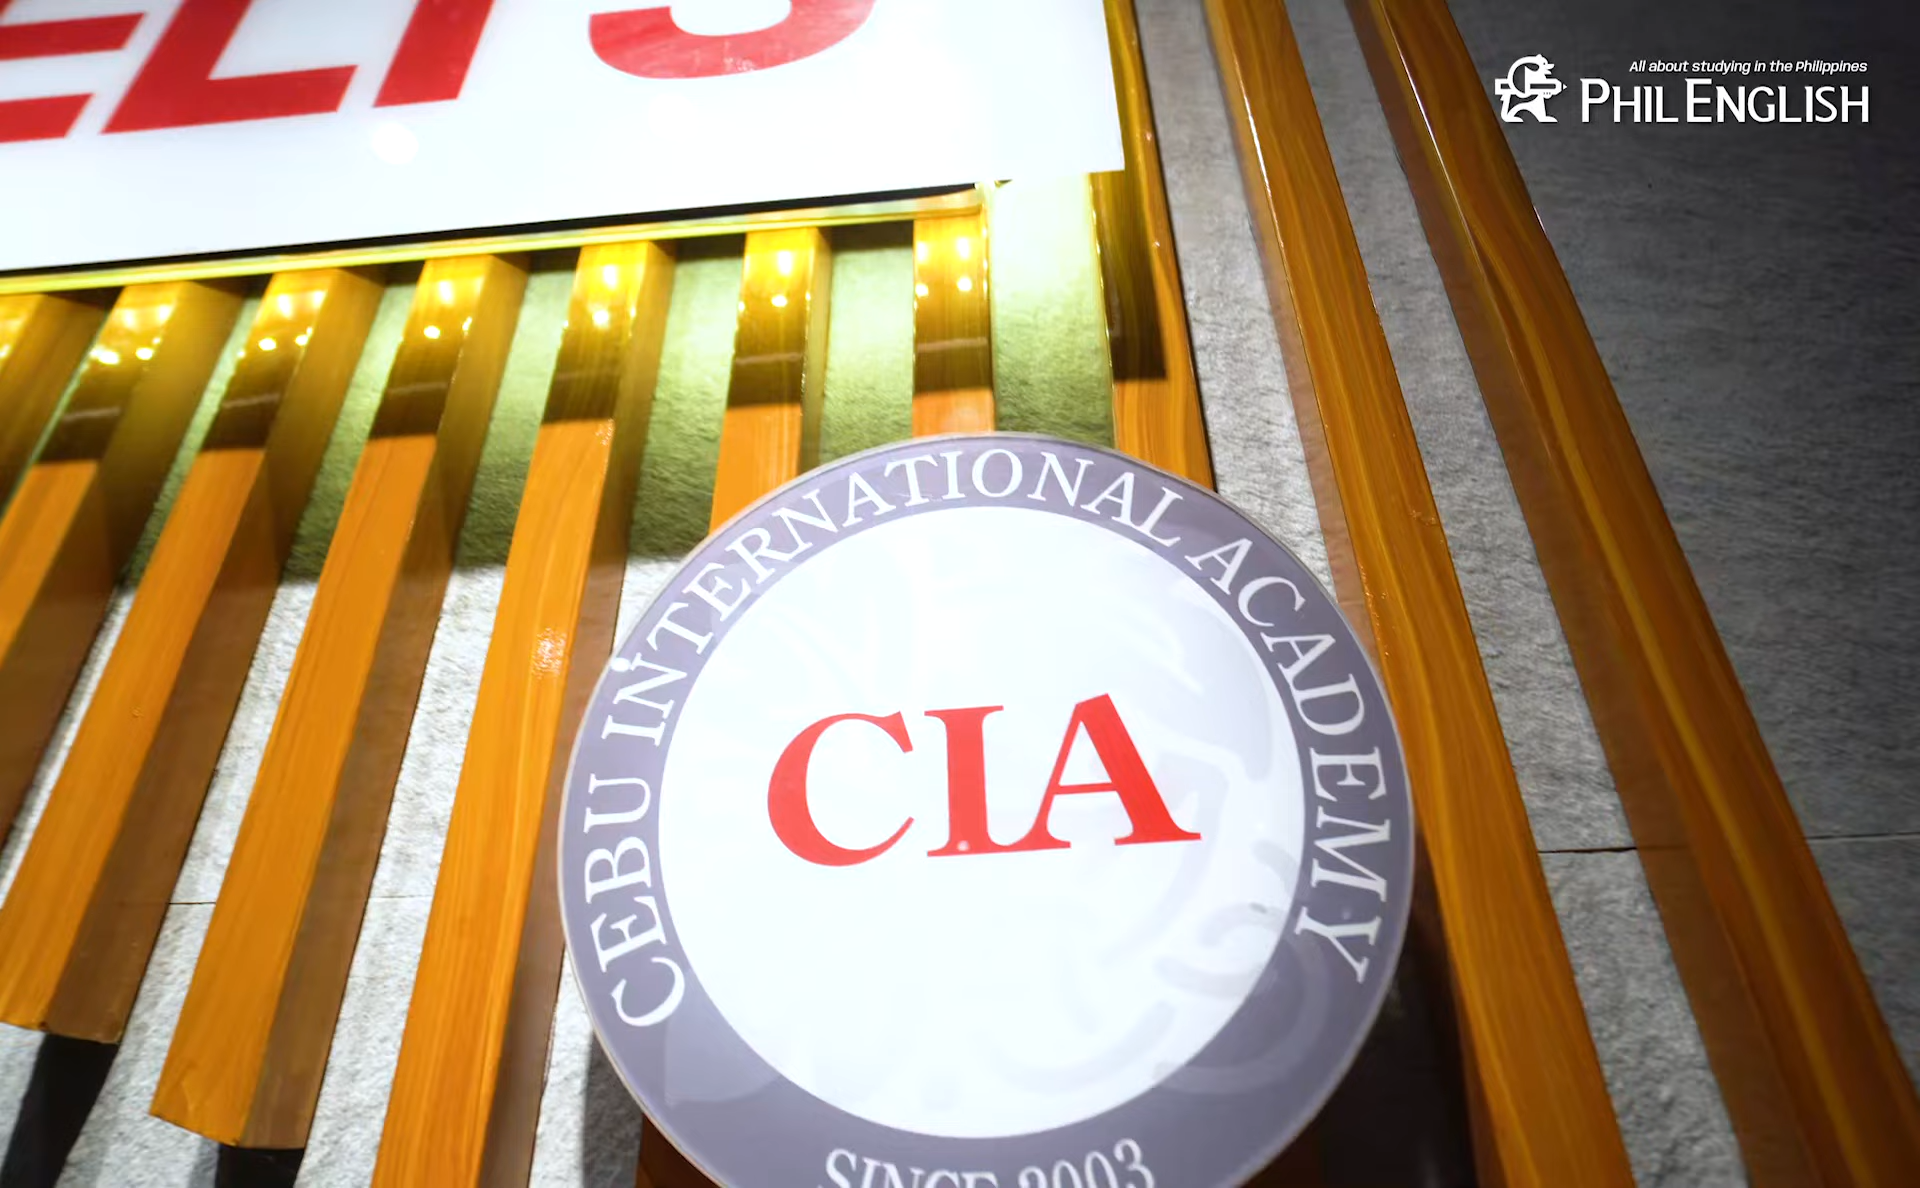 All about studying in the Philippines
PHIL ENGLISH
CEBU INTERNATIONAL ACADEMY
CIA
SINCE 2003